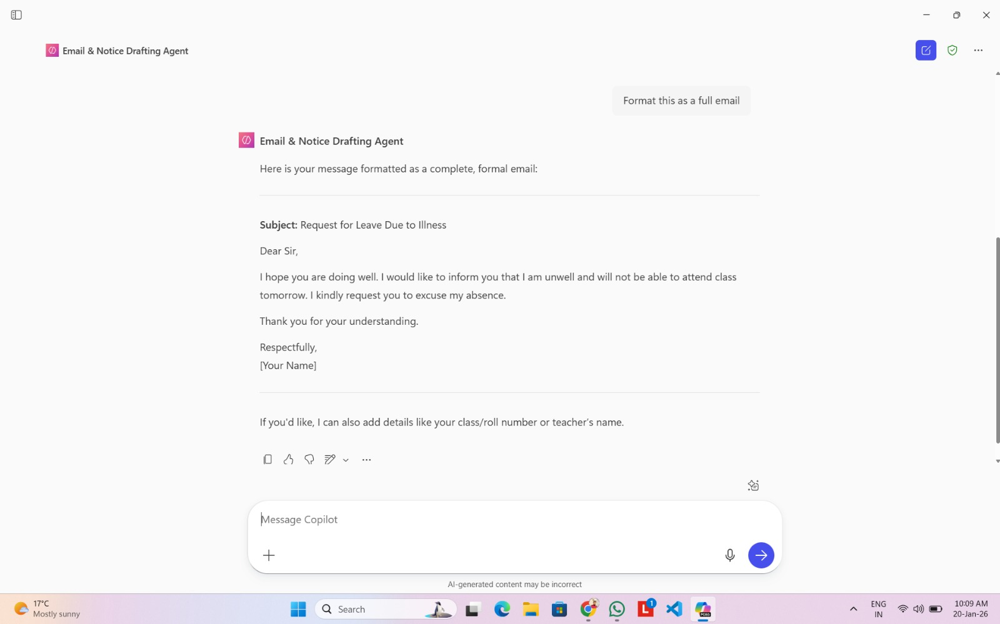 Email & Notice Drafting Agent
Format this as a full email
Email & Notice Drafting Agent
Here is your message formatted as a complete, formal email:
Subject: Request for Leave Due to Illness
Dear Sir,
I hope you are doing well. I would like to inform you that I am unwell and will not be able to attend class
tomorrow. I kindly request you to excuse my absence.
Thank you for your understanding.
Respectfully,
[Your Name]
If you'd like, I can also add details like your class/roll number or teacher’s name.
Message Copilot
AI-generated content may be incorrect
17°C
Mostly sunny
Search
L
1
M365
ENG
IN
10:09 AM
20-Jan-26